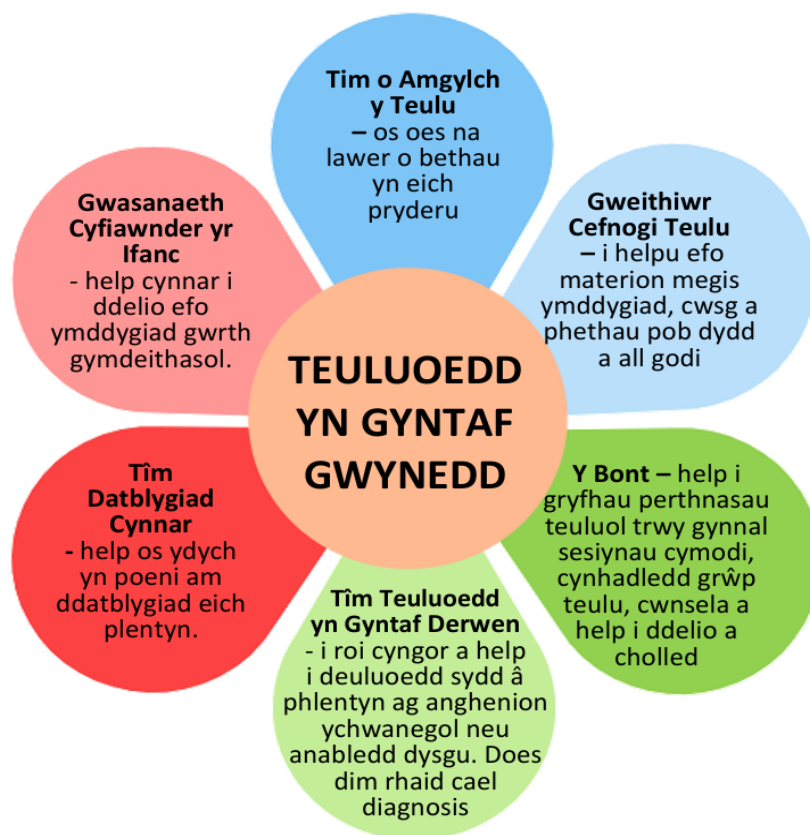 Tim o Amgylch
y Teulu
– os oes na
lawer o bethau
yn eich
pryderu
Gweithiwr
Cefnogi Teulu
– i helpu efo
materion megis
ymddygiad, cwsg a
phethau pob dydd
a all godi
Y Bont – help i
gryfhau perthnasau
teuluol trwy gynnal
sesiynau cymodi,
cynhadledd grŵp
teulu, cwnsela a
help i ddelio a
cholled
Tîm Teuluoedd
yn Gyntaf Derwen
- i roi cyngor a help
i deuluoedd sydd â
phlentyn ag anghenion
ychwanegol neu
anabledd dysgu. Does
dim rhaid cael
diagnosis
Tîm
Datblygiad
Cynnar
- help os ydych
yn poeni am
ddatblygiad eich
plentyn.
Gwasanaeth
Cyfiawnder yr
Ifanc
- help cynnar i
ddelio efo
ymddygiad gwrth
gymdeithasol.
TEULUOEDD
YN GYNTAF
GWYNEDD